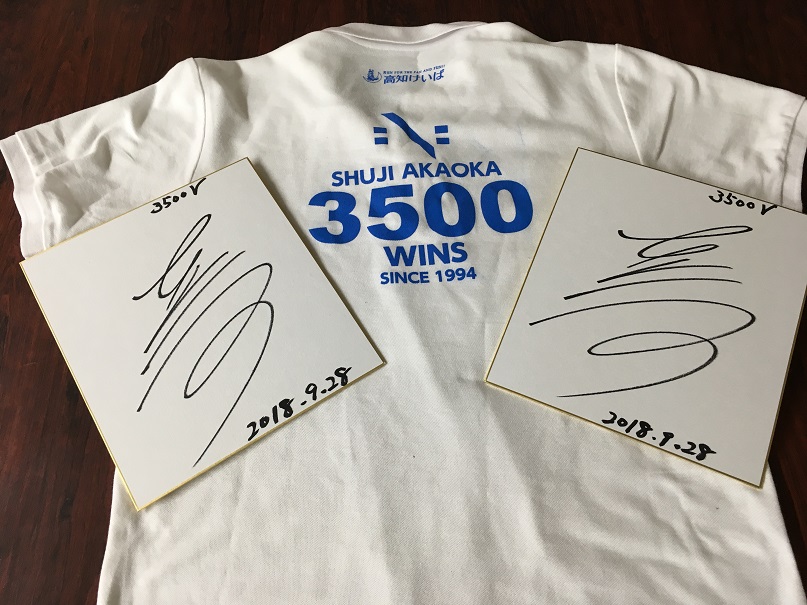 RUN FOR THE FAN AND TEAM
高知けいば
SHUJI AKAOKA
3500
WINS
SINCE 1994
3500V
2018.9.28
3500V
2018.9.28